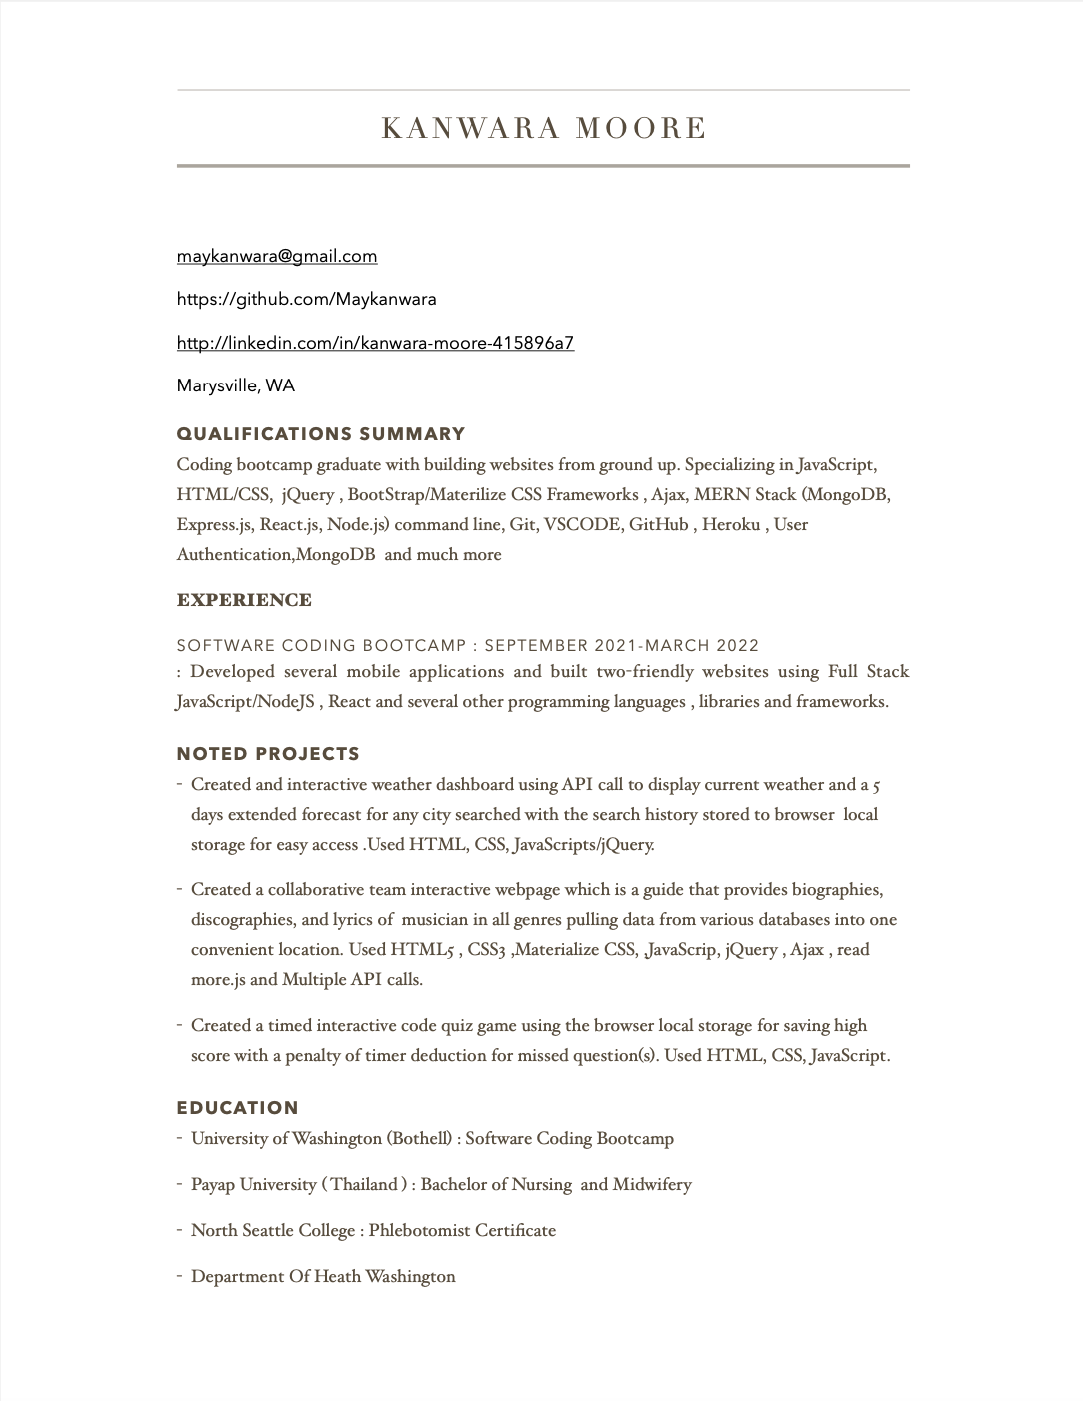 KANWARA MOORE
maykanwara@gmail.com
https://github.com/Maykanwara
http://linkedin.com/in/kanwara-moore-415896a7
Marysville, WA
QUALIFICATIONS SUMMARY
Coding bootcamp graduate with building websites from ground up. Specializing in JavaScript,
HTML/CSS,  jQuery , BootStrap/Materilize CSS Frameworks , Ajax, MERN Stack (MongoDB,
Express.js, React.js, Node.js) command line, Git, VSCODE, GitHub , Heroku , User
Authentication,MongoDB  and much more
EXPERIENCE
SOFTWARE CODING BOOTCAMP : SEPTEMBER 2021-MARCH 2022
: Developed several mobile applications and built two-friendly websites using Full Stack
JavaScript/NodeJS , React and several other programming languages , libraries and frameworks.
NOTED PROJECTS
- Created and interactive weather dashboard using API call to display current weather and a 5
days extended forecast for any city searched with the search history stored to browser  local
storage for easy access .Used HTML, CSS, JavaScripts/jQuery.
- Created a collaborative team interactive webpage which is a guide that provides biographies,
discographies, and lyrics of  musician in all genres pulling data from various databases into one
convenient location. Used HTML5 , CSS3 ,Materialize CSS, ,JavaScrip, jQuery , Ajax , read
more.js and Multiple API calls.
- Created a timed interactive code quiz game using the browser local storage for saving high
score with a penalty of timer deduction for missed question(s). Used HTML, CSS, JavaScript.
EDUCATION
- University of Washington (Bothell) : Software Coding Bootcamp
- Payap University ( Thailand ) : Bachelor of Nursing  and Midwifery
- North Seattle College : Phlebotomist Certificate
- Department Of Heath Washington